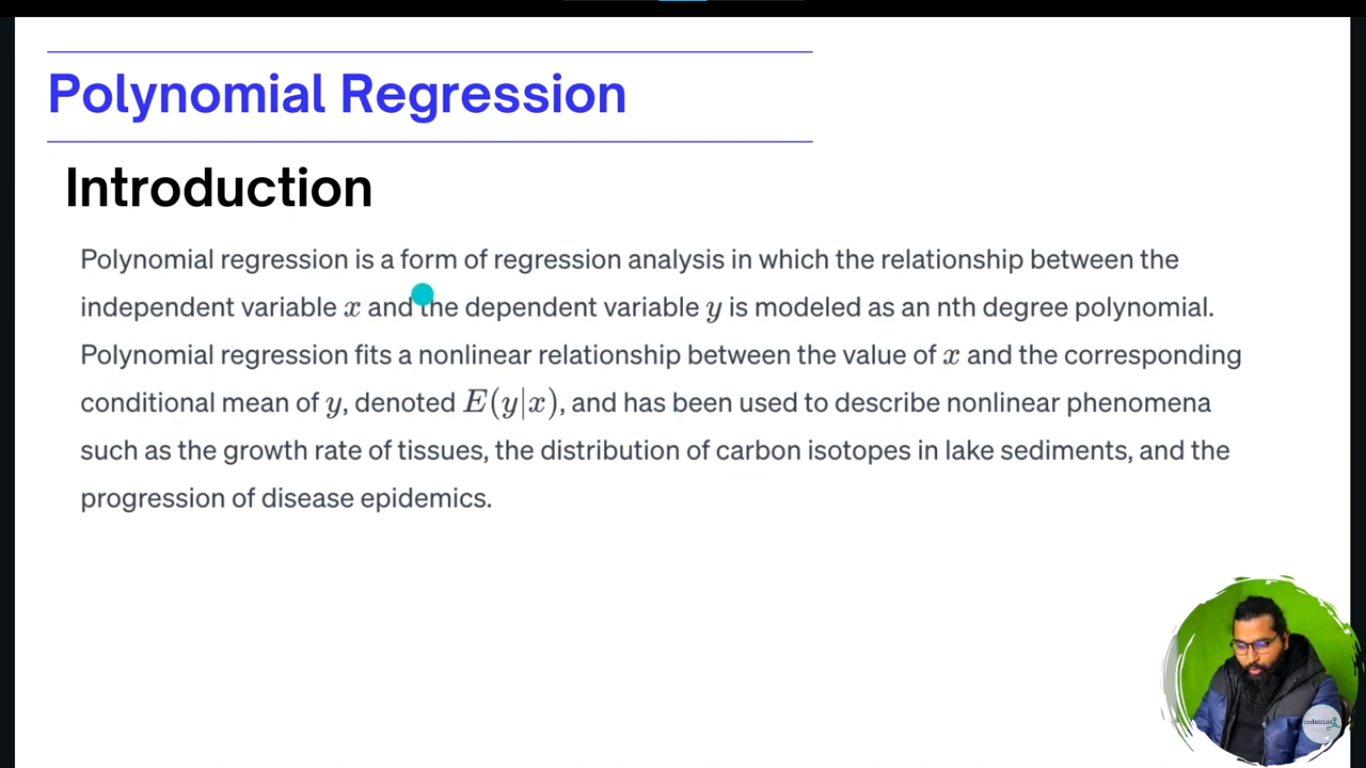 Polynomial Regression
Introduction
Polynomial regression is a form of regression analysis in which the relationship between the
independent variable x and the dependent variable y is modeled as an nth degree polynomial.
Polynomial regression fits a nonlinear relationship between the value of x and the corresponding
conditional mean of y, denoted E(y|x), and has been used to describe nonlinear phenomena
such as the growth rate of tissues, the distribution of carbon isotopes in lake sediments, and the
progression of disease epidemics.
codanics